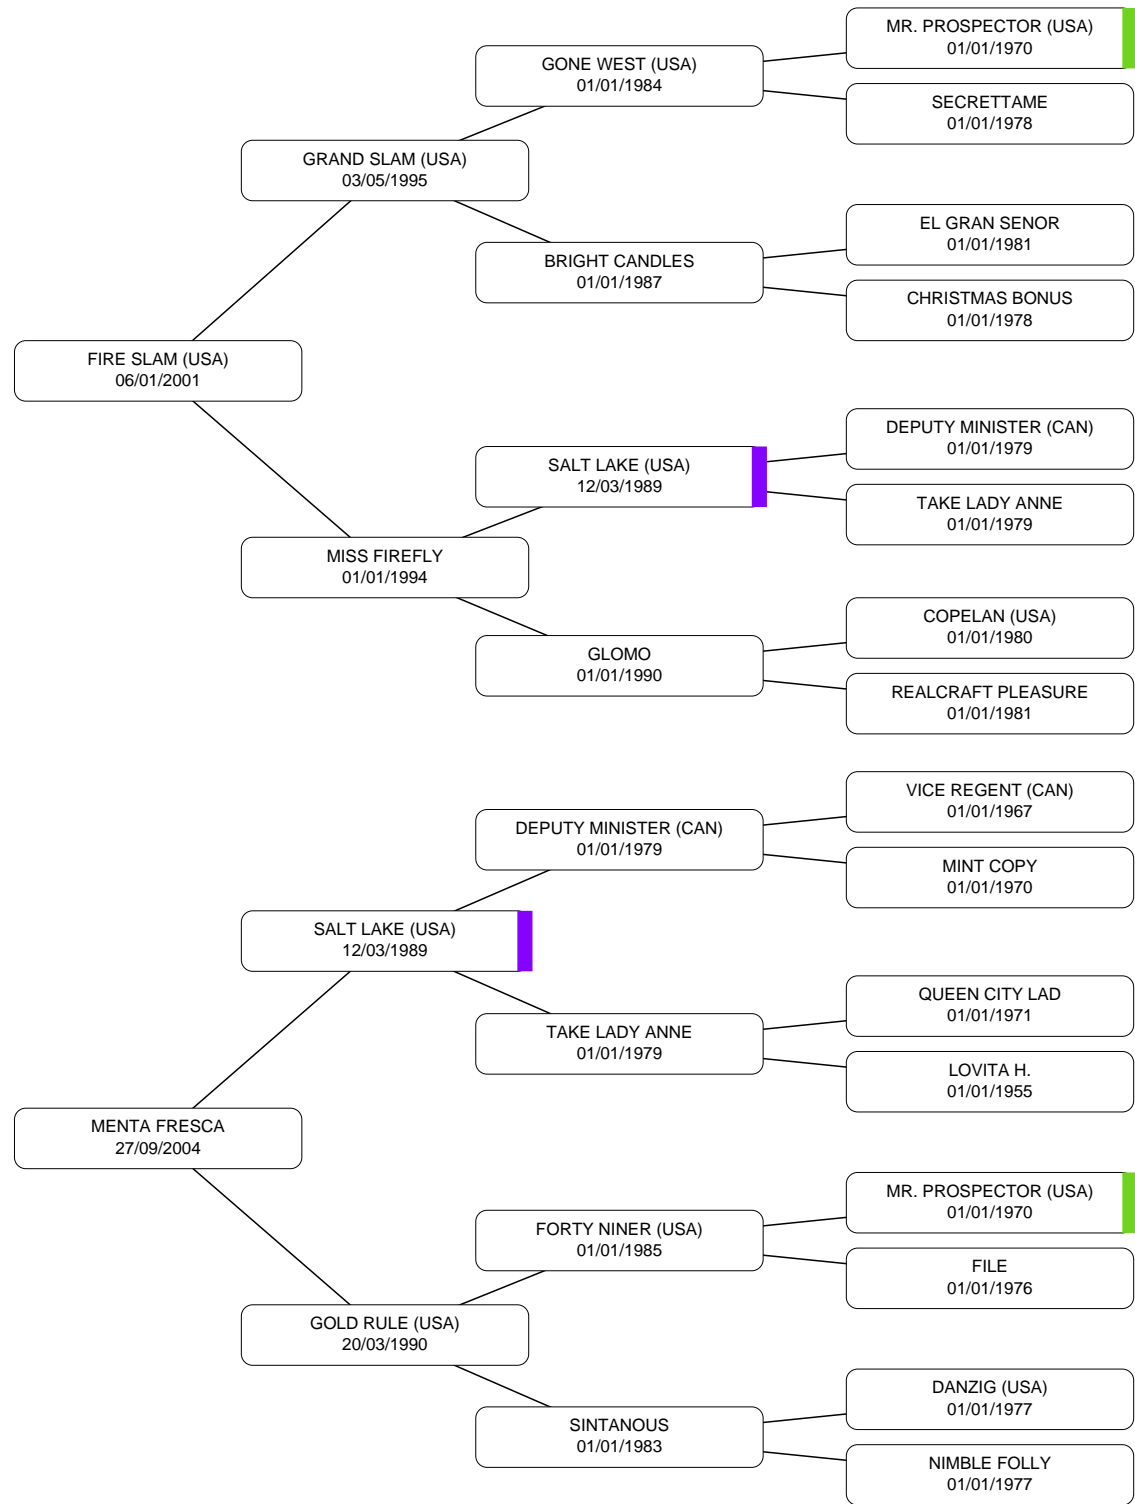 MR. PROSPECTOR (USA)
01/01/1970
GONE WEST (USA)
01/01/1984
SECRETTAME
01/01/1978
GRAND SLAM (USA)
03/05/1995
EL GRAN SENOR
01/01/1981
BRIGHT CANDLES
01/01/1987
CHRISTMAS BONUS
01/01/1978
FIRE SLAM (USA)
06/01/2001
DEPUTY MINISTER (CAN)
01/01/1979
SALT LAKE (USA)
12/03/1989
TAKE LADY ANNE
01/01/1979
MISS FIREFLY
01/01/1994
COPELAN (USA)
01/01/1980
GLOMO
01/01/1990
REALCRAFT PLEASURE
01/01/1981
VICE REGENT (CAN)
01/01/1967
DEPUTY MINISTER (CAN)
01/01/1979
MINT COPY
01/01/1970
SALT LAKE (USA)
12/03/1989
QUEEN CITY LAD
01/01/1971
TAKE LADY ANNE
01/01/1979
LOVITA H.
01/01/1955
MENTA FRESCA
27/09/2004
MR. PROSPECTOR (USA)
01/01/1970
FORTY NINER (USA)
01/01/1985
FILE
01/01/1976
GOLD RULE (USA)
20/03/1990
DANZIG (USA)
01/01/1977
SINTANOUS
01/01/1983
NIMBLE FOLLY
01/01/1977